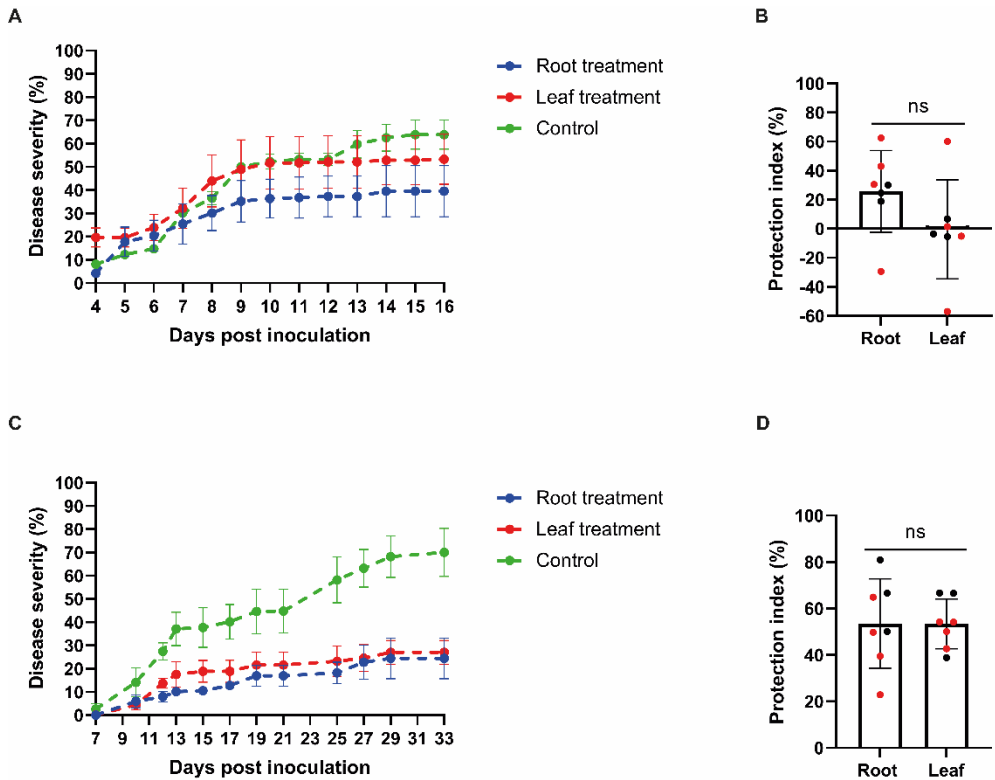 A
Disease severity (%)
100
90
80
70
60
50
40
30
20
10
0
4 5 6 7 8 9 10 11 12 13 14 15 16
Days post inoculation
Root treatment
Leaf treatment
Control
B
Protection index (%)
100
80
60
40
20
0
-20
-40
-60
ns
Root Leaf
C
Disease severity (%)
100
90
80
70
60
50
40
30
20
10
0
7 9 11 13 15 17 19 21 23 25 27 29 31 33
Days post inoculation
Root treatment
Leaf treatment
Control
D
Protection index (%)
100
80
60
40
20
0
ns
Root Leaf